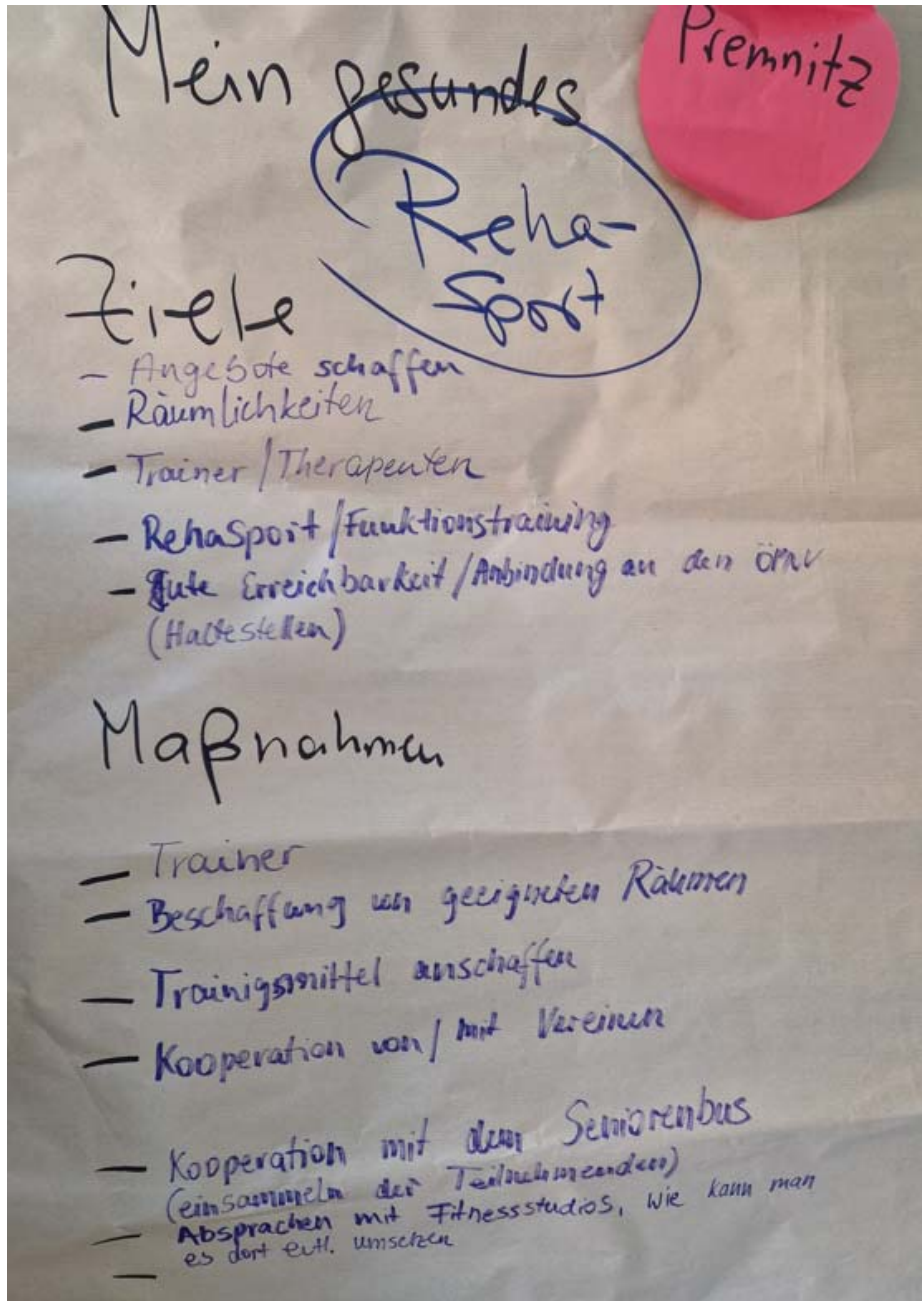 Mein gesundes
Premnitz
Reha-
Sport
Ziele
- Angebote schaffen
- Räumlichkeiten
- Trainer / Therapeuten
- RehaSport / Funktionstraining
- gute Erreichbarkeit / Anbindung an den ÖPNV
(Haltestellen)
Maßnahmen
- Trainer
- Beschaffung von geeigneten Räumen
- Trainigsmittel anschaffen
- Kooperation von / mit Vereinen
- Kooperation mit dem Seniorenbus
(einsammeln der Teilnehmenden)
- Absprachen mit Fitnessstudios, wie kann man
es dort evtl. umsetzen
-